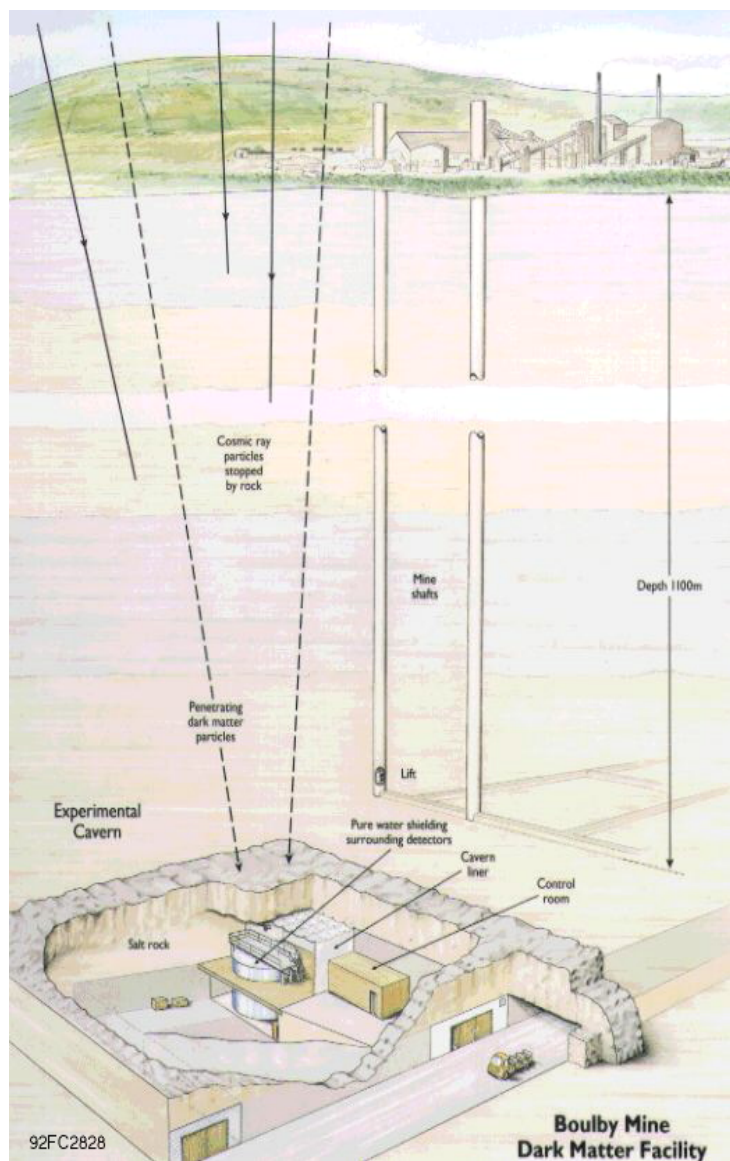 Cosmic ray
particles
stopped
by rock
Mine
shafts
Depth 1100m
Penetrating
dark matter
particles
Lift
Experimental
Cavern
Pure water shielding
surrounding detectors
Cavern
liner
Control
room
Salt rock
92FC2828
Boulby Mine
Dark Matter Facility